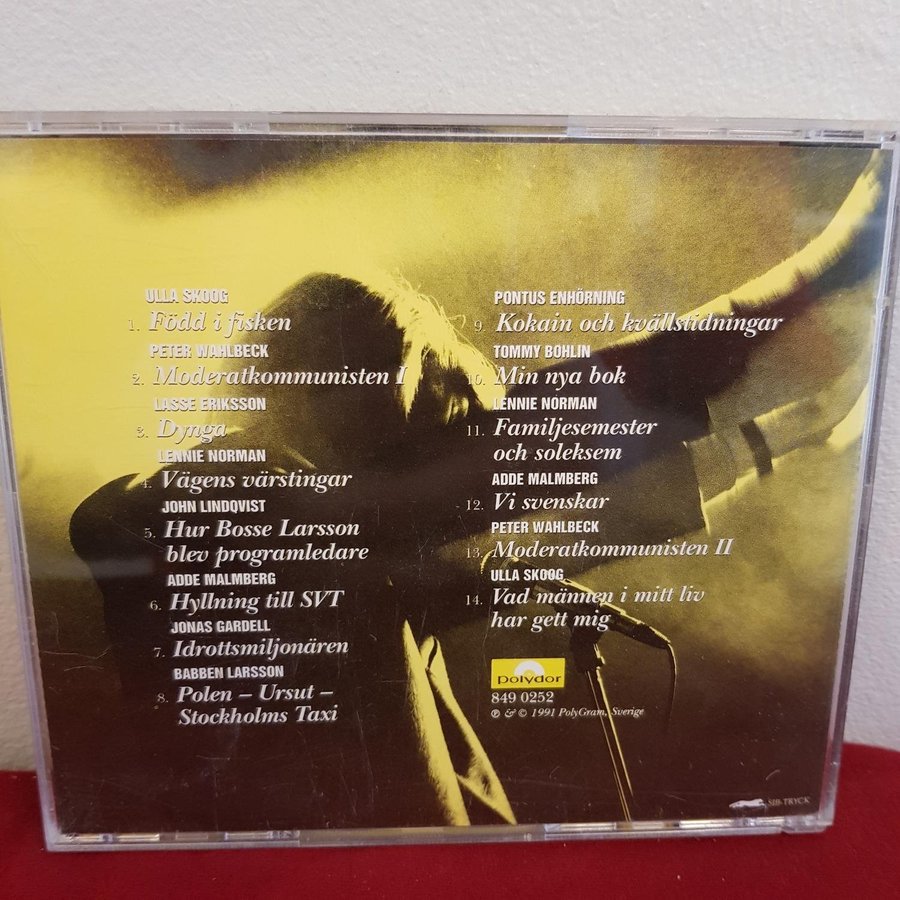 ULLA SKOOG
1. Född i fisken
PETER WAHLBECK
2. Moderatkommunisten I
LASSE ERIKSSON
3. Dynga
LENNIE NORMAN
4. Vägens värstingar
JOHN LINDQVIST
5. Hur Bosse Larsson
blev programledare
ADDE MALMBERG
6. Hyllning till SVT
JONAS GARDELL
7. Idrottsmiljonären
BABBEN LARSSON
8. Polen – Ursut –
Stockholms Taxi
PONTUS ENHÖRNING
9. Kokain och kvällstidningar
TOMMY BOHLIN
10. Min nya bok
LENNIE NORMAN
11. Familjesemester
och soleksem
ADDE MALMBERG
12. Vi svenskar
PETER WAHLBECK
13. Moderatkommunisten II
ULLA SKOOG
14. Vad männen i mitt liv
har gett mig
polydor
849 0252
℗ & © 1991 PolyGram, Sverige
SIB-TRYCK